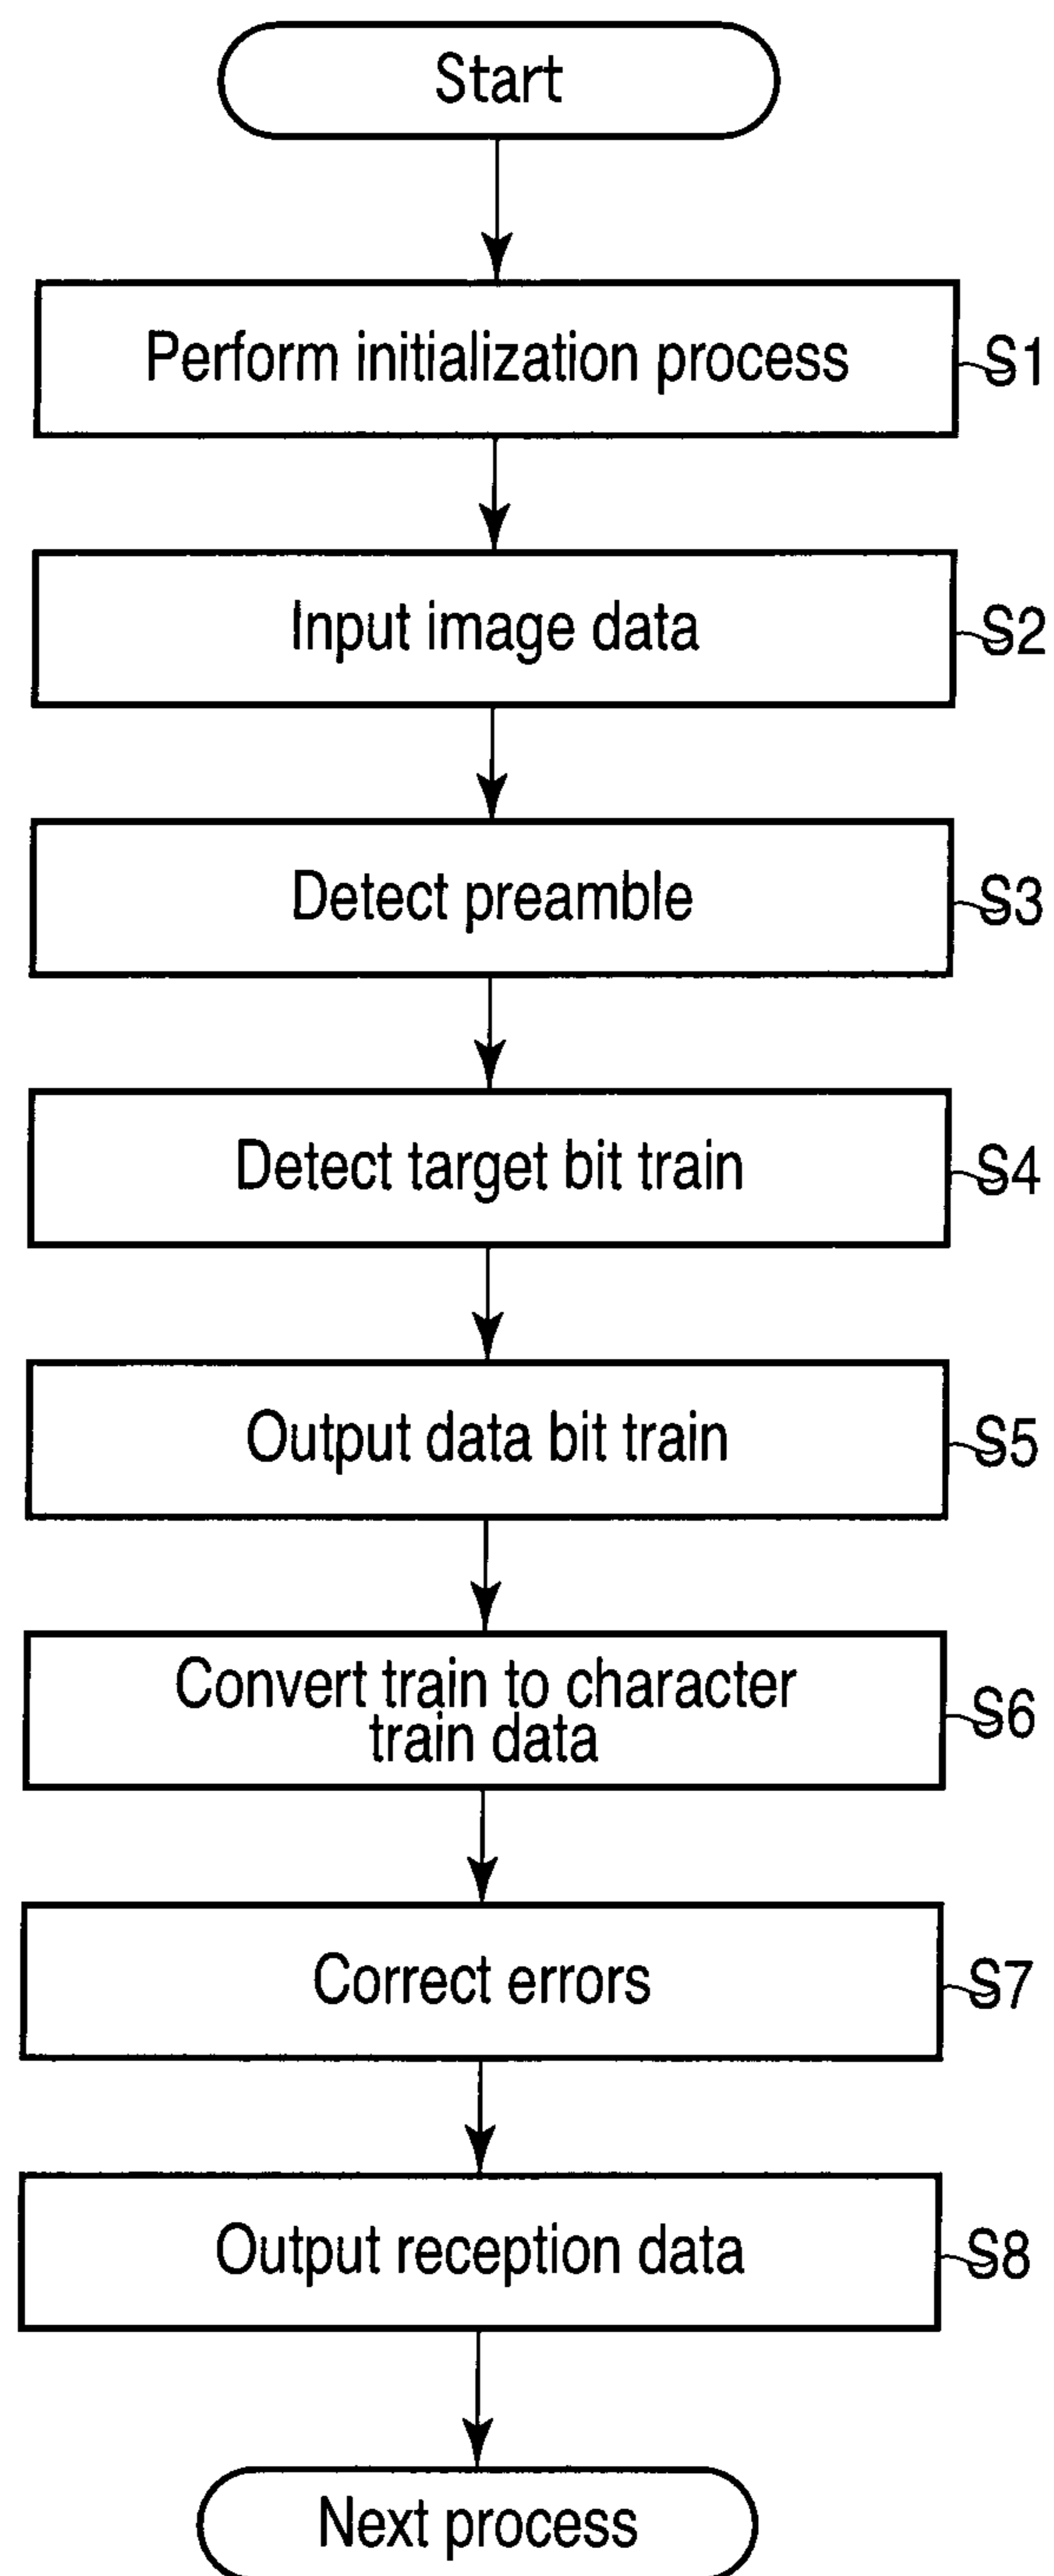 Start
Perform initialization process
S1
Input image data
S2
Detect preamble
S3
Detect target bit train
S4
Output data bit train
S5
Convert train to character
train data
S6
Correct errors
S7
Output reception data
S8
Next process